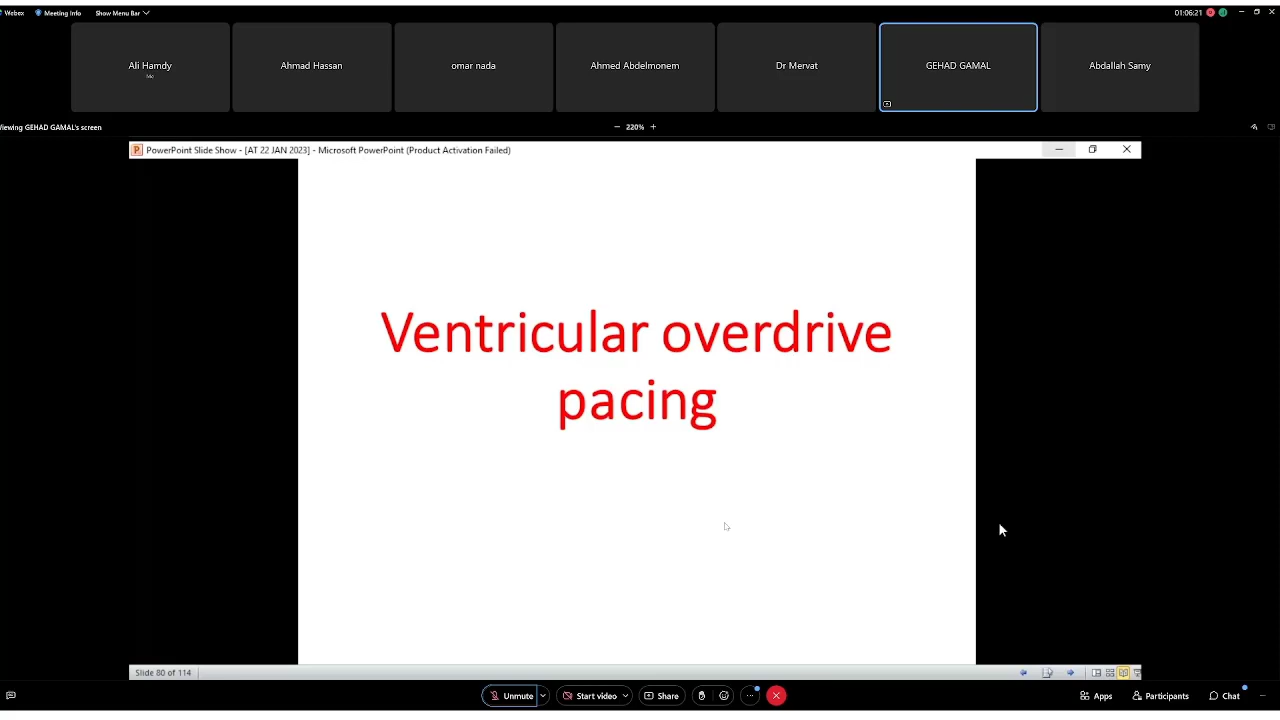 Webex Meeting Info Show Menu Bar 01:06:21
Ali Hamdy
Me
Ahmad Hassan
omar nada
Ahmed Abdelmonem
Dr Mervat
GEHAD GAMAL
Abdallah Samy
iewing GEHAD GAMAL's screen
220%
PowerPoint Slide Show - [AT 22 JAN 2023] - Microsoft PowerPoint (Product Activation Failed)
Ventricular overdrive
pacing
Slide 80 of 114
Unmute Start video Share Apps Participants Chat